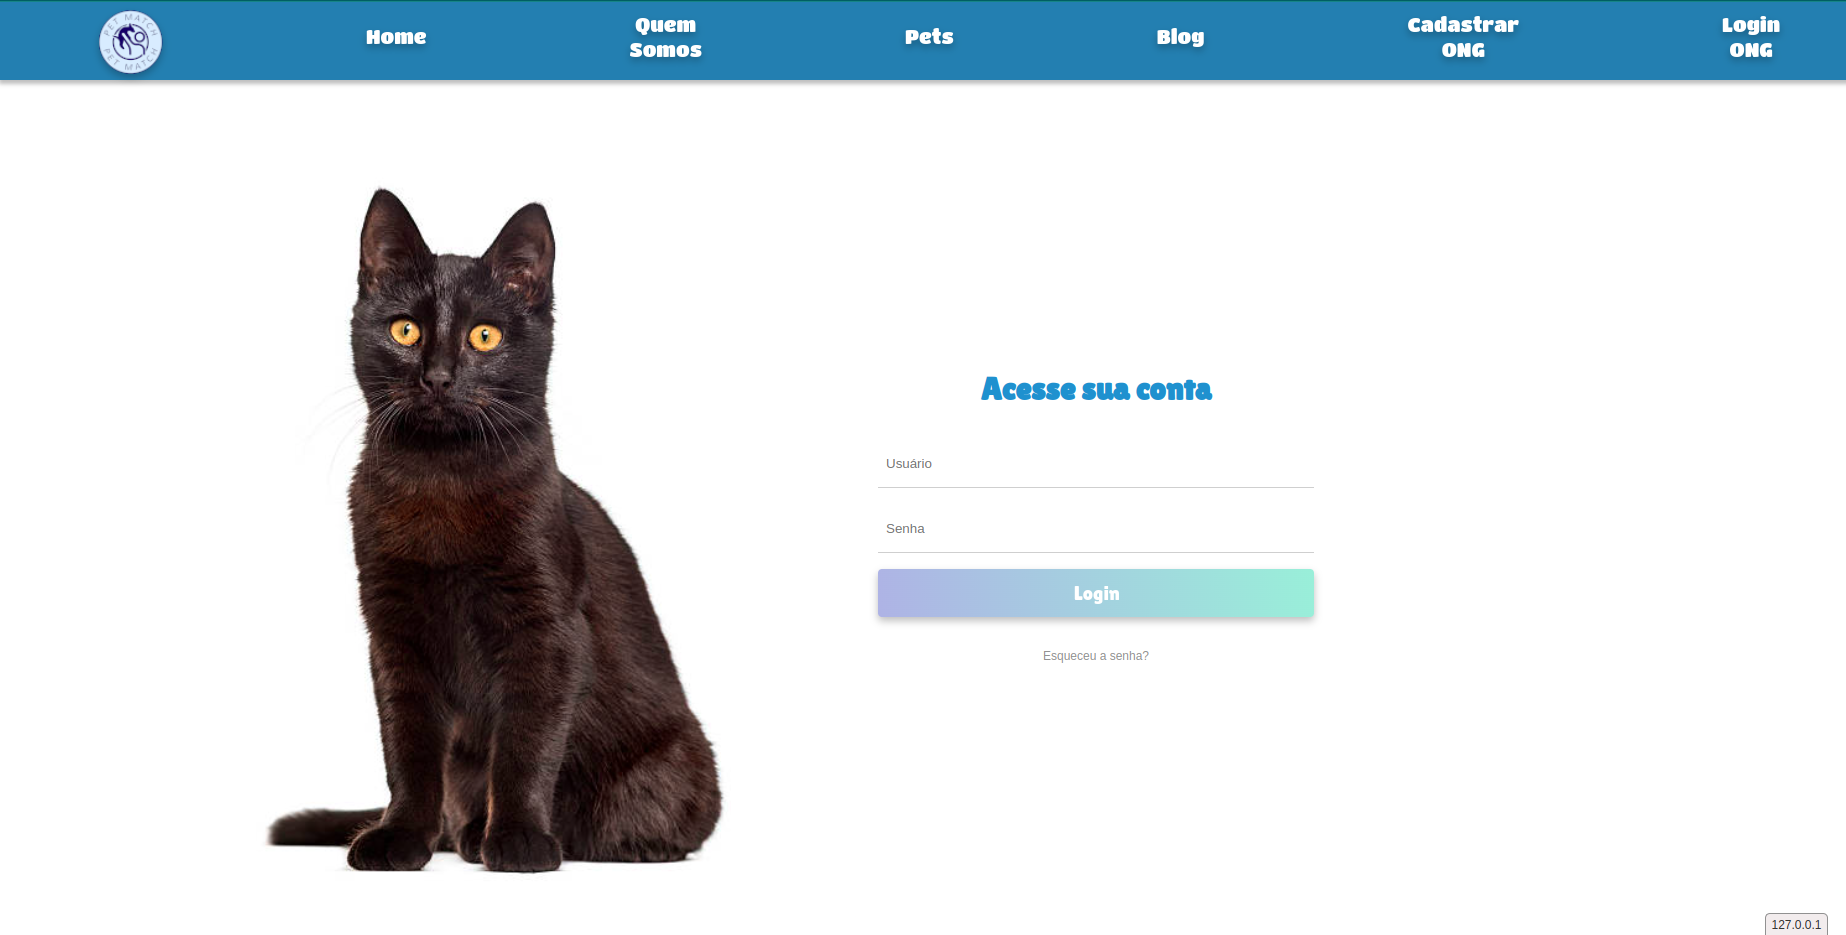 PET MATCH
PET MATCH
Home
Quem
Somos
Pets
Blog
Cadastrar
ONG
Login
ONG
Acesse sua conta
Usuário
Senha
Login
Esqueceu a senha?
127.0.0.1